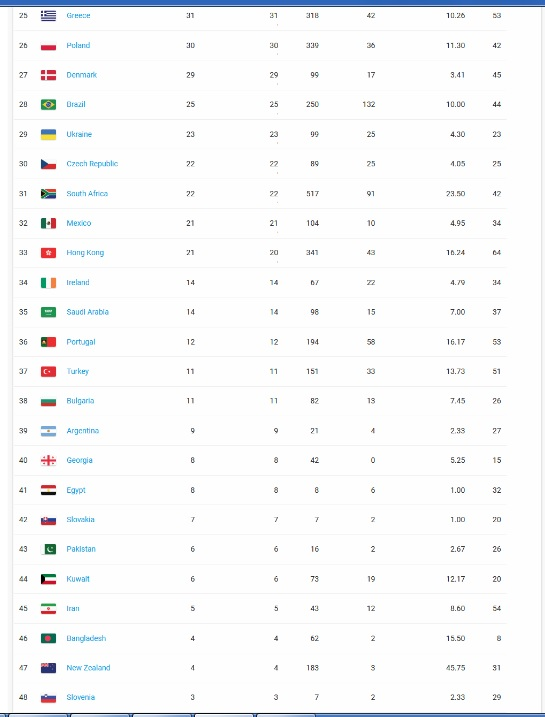 25 Greece 31 31 318 42 10.26 53
26 Poland 30 30 339 36 11.30 42
27 Denmark 29 29 99 17 3.41 45
28 Brazil 25 25 250 132 10.00 44
29 Ukraine 23 23 99 25 4.30 23
30 Czech Republic 22 22 89 25 4.05 25
31 South Africa 22 22 517 91 23.50 42
32 Mexico 21 21 104 10 4.95 34
33 Hong Kong 21 20 341 43 16.24 64
34 Ireland 14 14 67 22 4.79 34
35 Saudi Arabia 14 14 98 15 7.00 37
36 Portugal 12 12 194 58 16.17 53
37 Turkey 11 11 151 33 13.73 51
38 Bulgaria 11 11 82 13 7.45 26
39 Argentina 9 9 21 4 2.33 27
40 Georgia 8 8 42 0 5.25 15
41 Egypt 8 8 8 6 1.00 32
42 Slovakia 7 7 7 2 1.00 20
43 Pakistan 6 6 16 2 2.67 26
44 Kuwait 6 6 73 19 12.17 20
45 Iran 5 5 43 12 8.60 54
46 Bangladesh 4 4 62 2 15.50 8
47 New Zealand 4 4 183 3 45.75 31
48 Slovenia 3 3 7 2 2.33 29